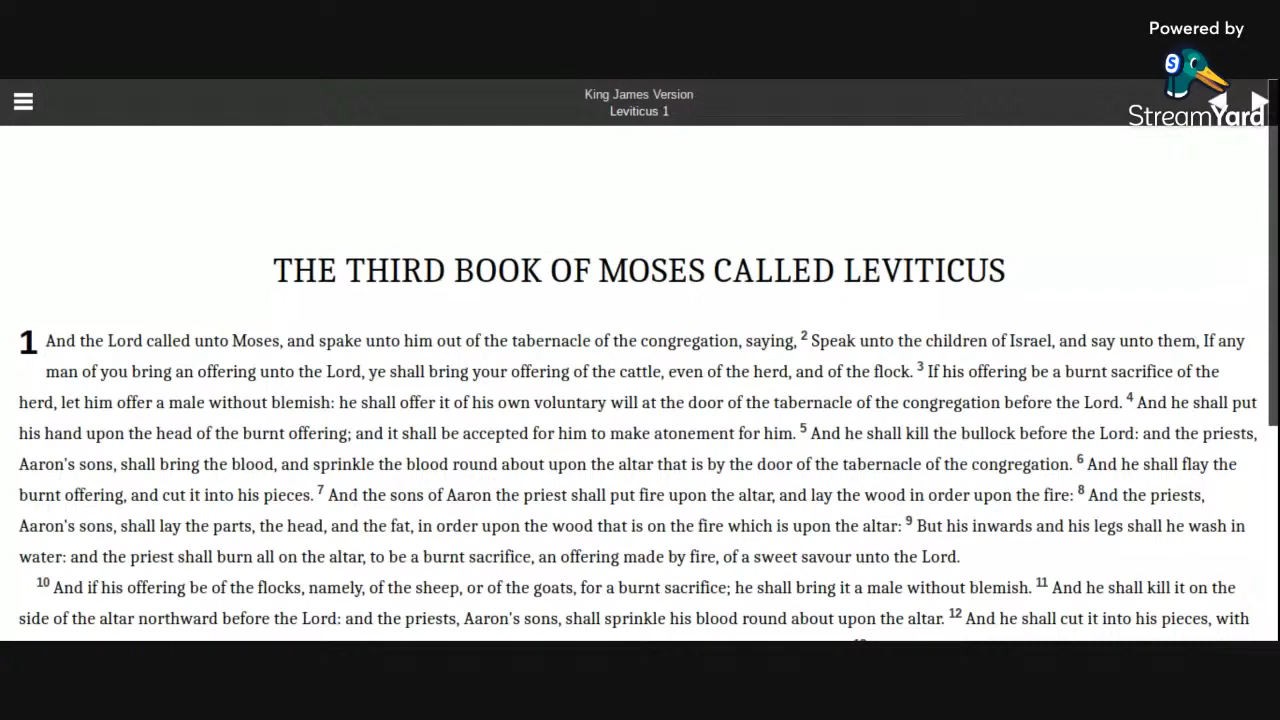 Powered by
S
StreamYard
King James Version
Leviticus 1
THE THIRD BOOK OF MOSES CALLED LEVITICUS
1 And the Lord called unto Moses, and spake unto him out of the tabernacle of the congregation, saying, 2 Speak unto the children of Israel, and say unto them, If any
man of you bring an offering unto the Lord, ye shall bring your offering of the cattle, even of the herd, and of the flock. 3 If his offering be a burnt sacrifice of the
herd, let him offer a male without blemish: he shall offer it of his own voluntary will at the door of the tabernacle of the congregation before the Lord. 4 And he shall put
his hand upon the head of the burnt offering; and it shall be accepted for him to make atonement for him. 5 And he shall kill the bullock before the Lord: and the priests,
Aaron's sons, shall bring the blood, and sprinkle the blood round about upon the altar that is by the door of the tabernacle of the congregation. 6 And he shall flay the
burnt offering, and cut it into his pieces. 7 And the sons of Aaron the priest shall put fire upon the altar, and lay the wood in order upon the fire: 8 And the priests,
Aaron's sons, shall lay the parts, the head, and the fat, in order upon the wood that is on the fire which is upon the altar: 9 But his inwards and his legs shall he wash in
water: and the priest shall burn all on the altar, to be a burnt sacrifice, an offering made by fire, of a sweet savour unto the Lord.
10 And if his offering be of the flocks, namely, of the sheep, or of the goats, for a burnt sacrifice; he shall bring it a male without blemish. 11 And he shall kill it on the
side of the altar northward before the Lord: and the priests, Aaron's sons, shall sprinkle his blood round about upon the altar. 12 And he shall cut it into his pieces, with